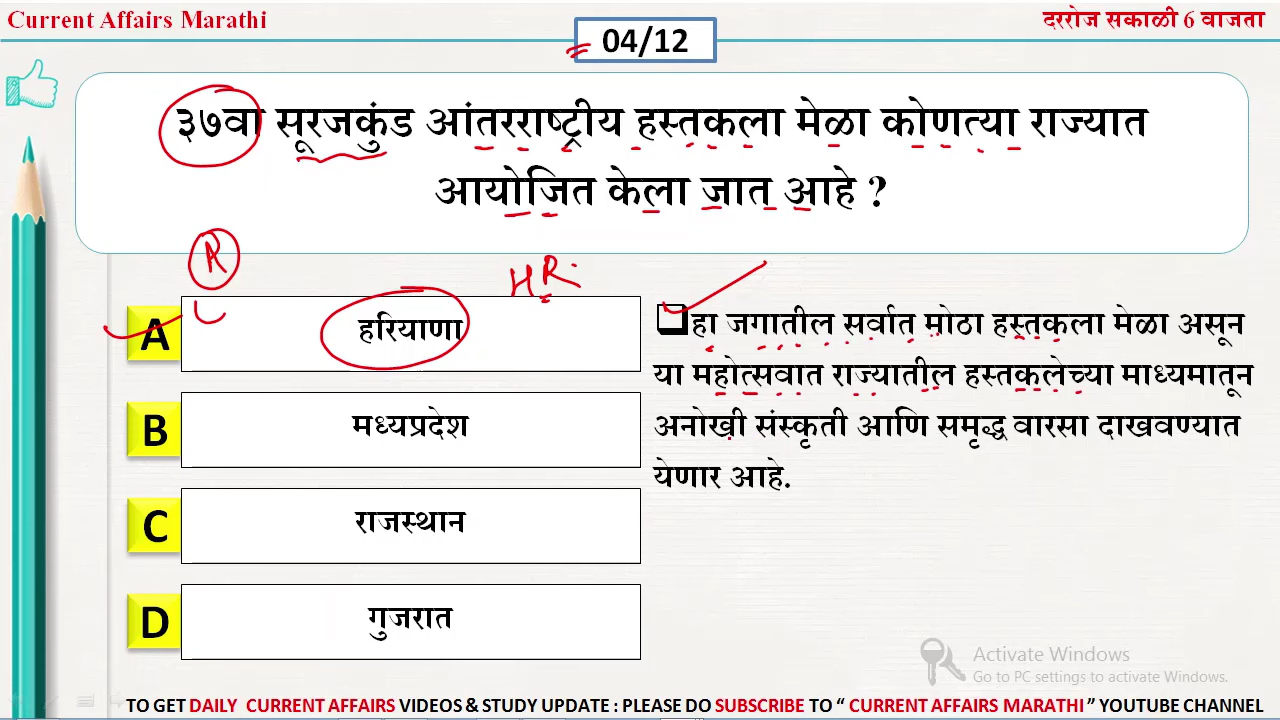 Current Affairs Marathi
दररोज सकाळी 6 वाजता
04/12
३७वा सूरजकुंड आंतरराष्ट्रीय हस्तकला मेळा कोणत्या राज्यात
आयोजित केला जात आहे ?
R
HR
A
हरियाणा
B
मध्यप्रदेश
C
राजस्थान
D
गुजरात
हा जगातील सर्वात मोठा हस्तकला मेळा असून
या महोत्सवात राज्यातील हस्तकलेच्या माध्यमातून
अनोखी संस्कृती आणि समृद्ध वारसा दाखवण्यात
येणार आहे.
Activate Windows
Go to PC settings to activate Windows.
TO GET DAILY CURRENT AFFAIRS VIDEOS & STUDY UPDATE : PLEASE DO SUBSCRIBE TO “ CURRENT AFFAIRS MARATHI ” YOUTUBE CHANNEL